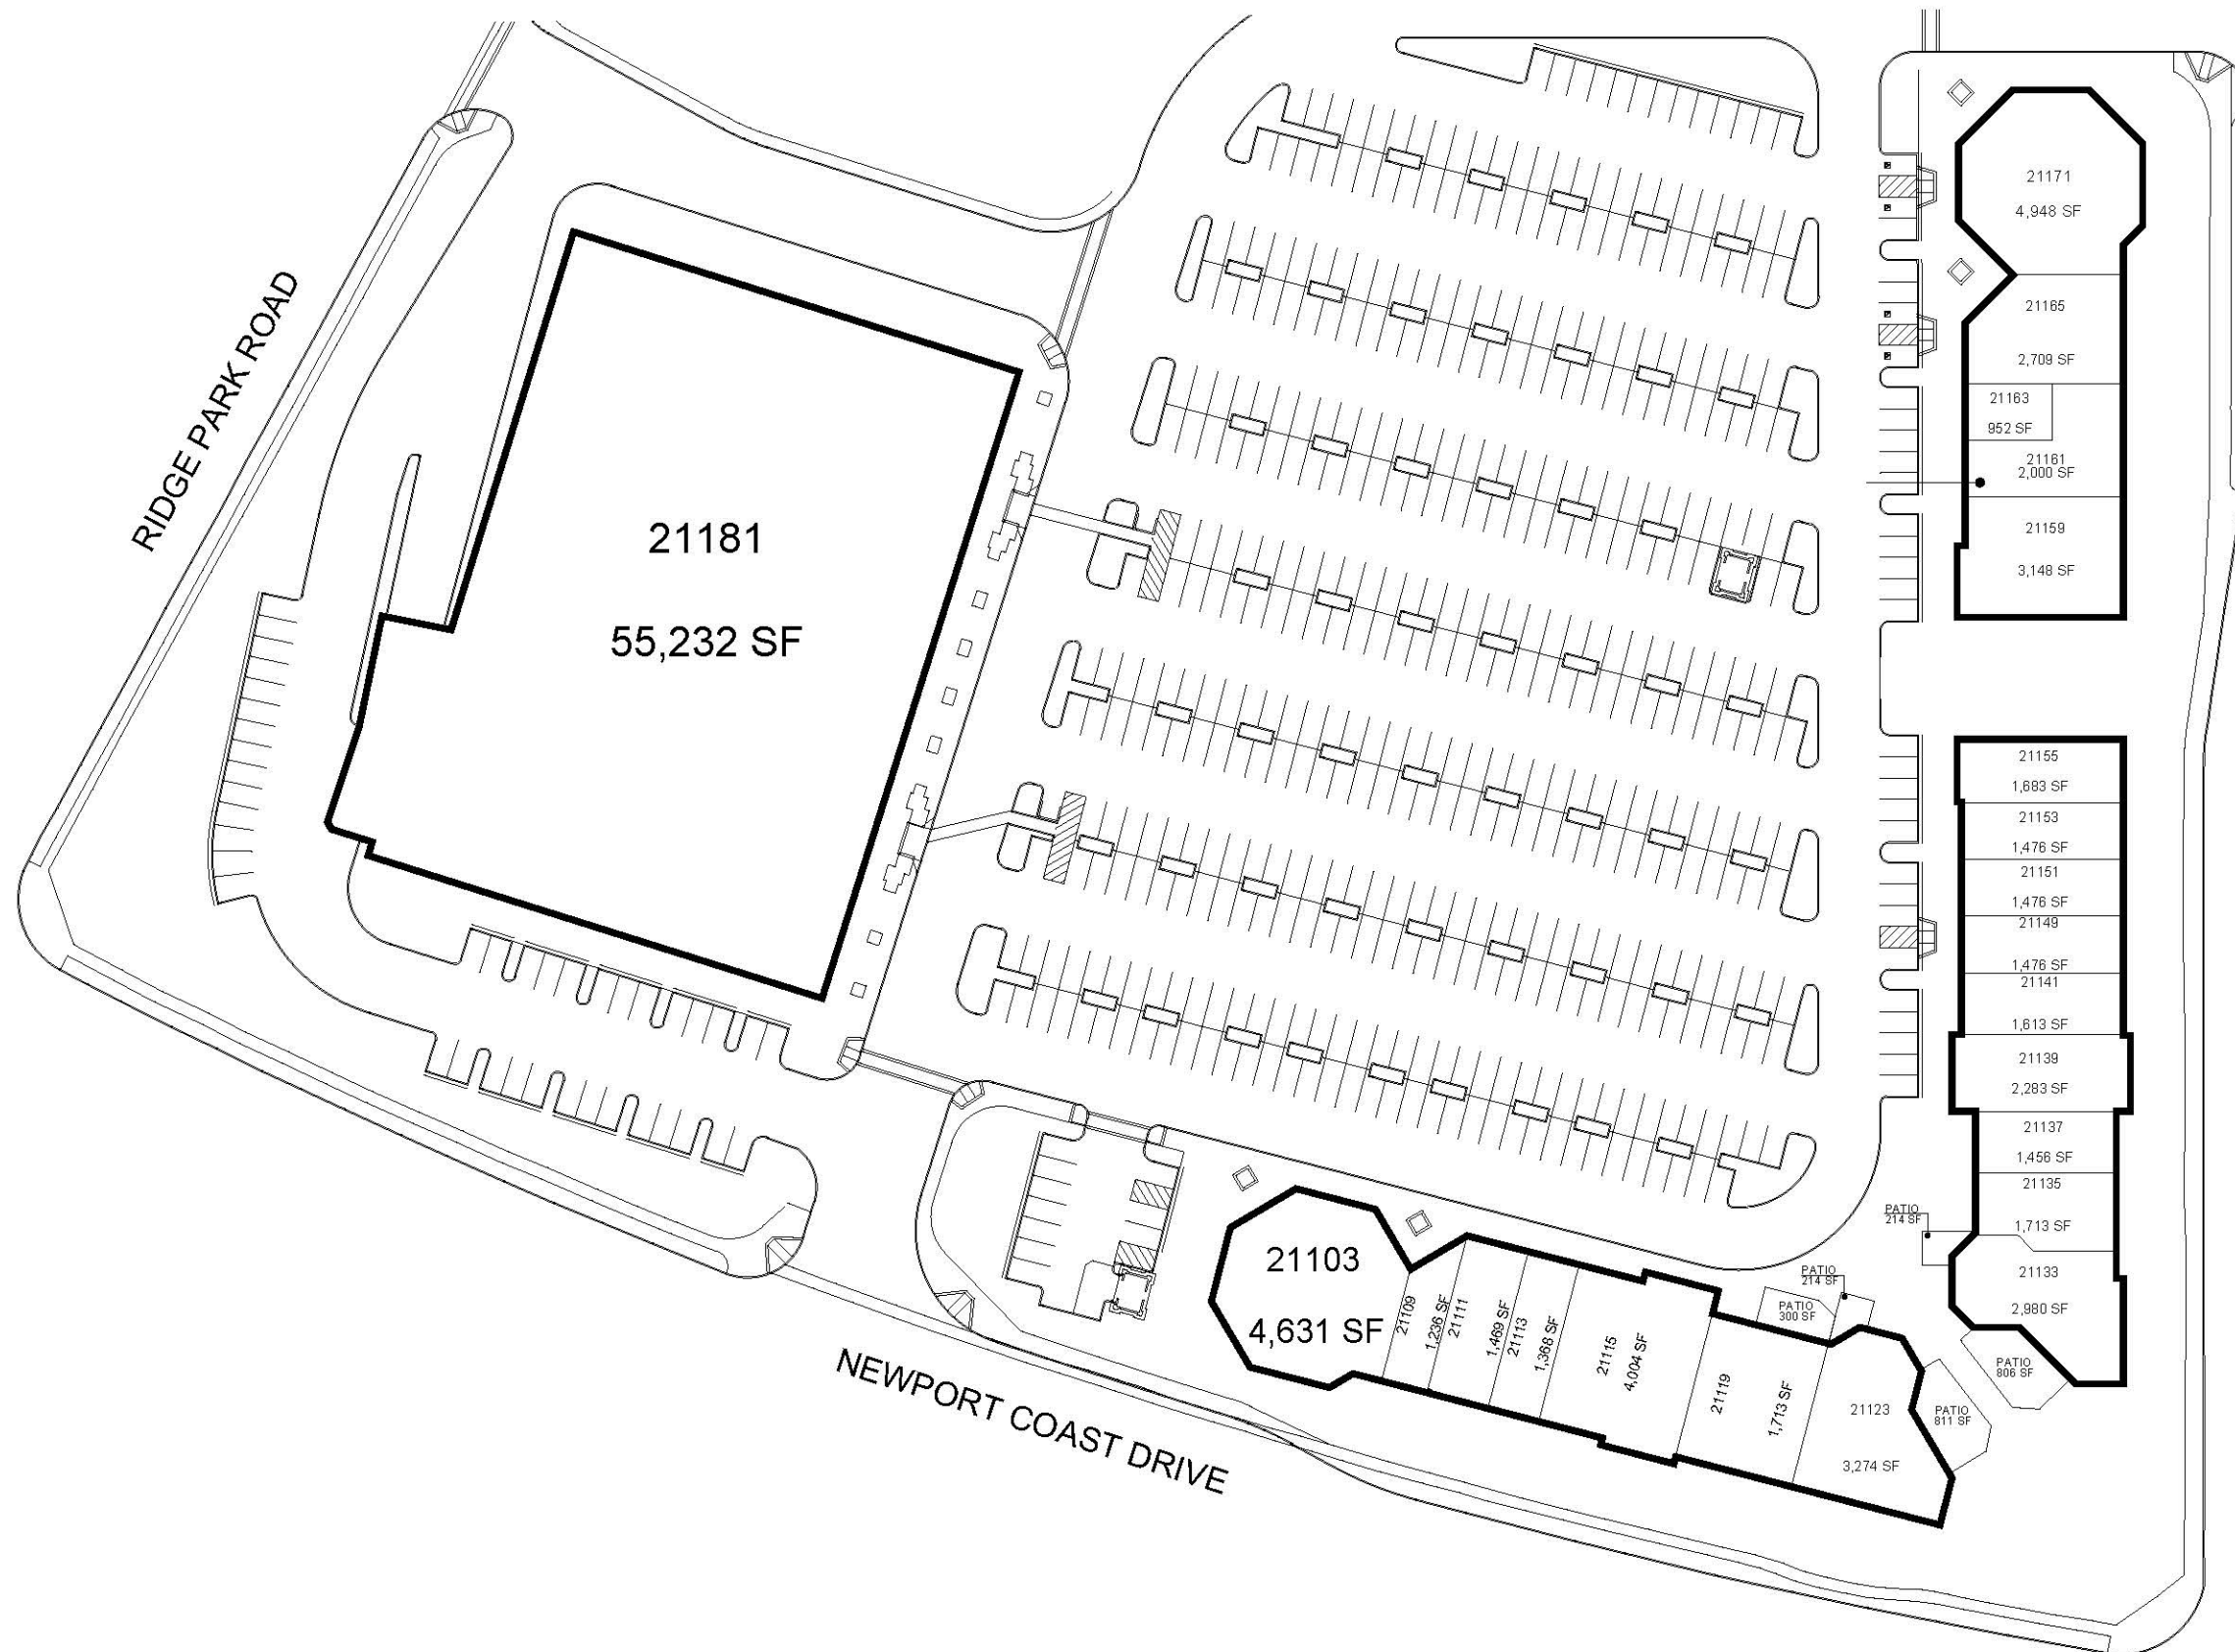 RIDGE PARK ROAD
21181
55,232 SF
21171
4,948 SF
21165
2,709 SF
21163
952 SF
21161
2,000 SF
21159
3,148 SF
21155
1,683 SF
21153
1,476 SF
21151
1,476 SF
21149
1,476 SF
21141
1,613 SF
21139
2,283 SF
21137
1,456 SF
21135
1,713 SF
PATIO
214 SF
21133
2,980 SF
PATIO
806 SF
21103
4,631 SF
21109
1,236 SF
21111
1,469 SF
21113
1,368 SF
21115
4,004 SF
21119
1,713 SF
PATIO
214 SF
PATIO
300 SF
21123
3,274 SF
PATIO
811 SF
NEWPORT COAST DRIVE